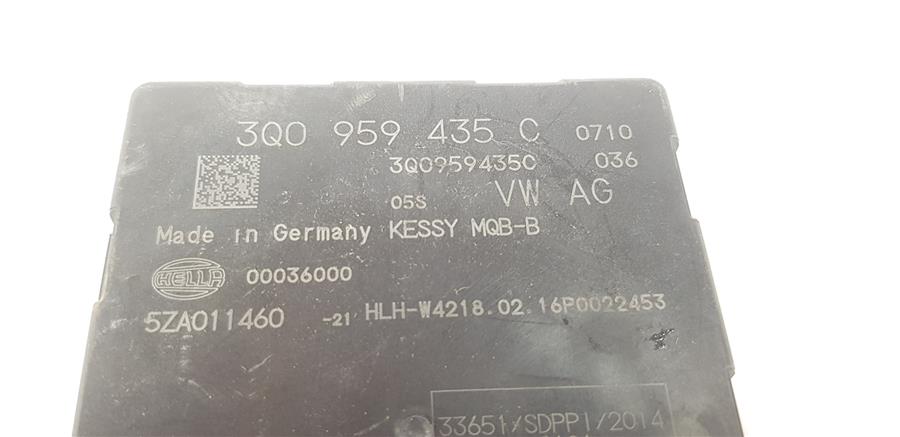 3Q0 959 435 C 0710
3Q0959435C 036
05S VW AG
Made in Germany KESSY MQB-B
HELLA 00036000
5ZA011460 -21 HLH-W4218.02.16P0022453
33651/SDPPI/2014